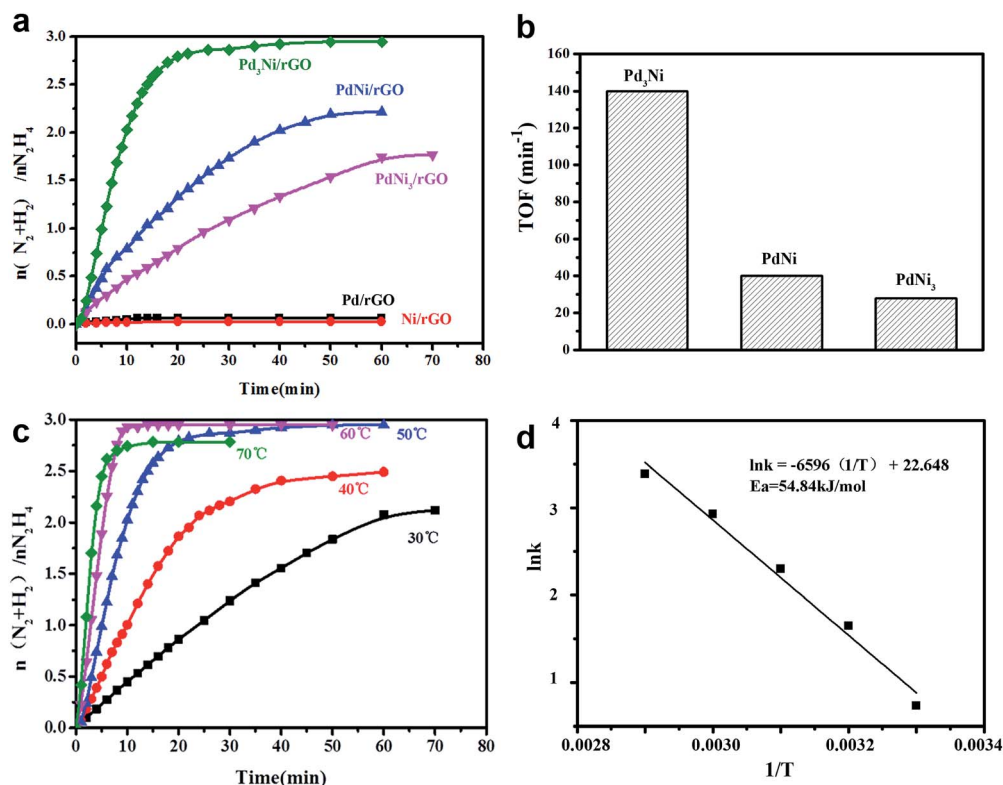 a
n( N₂+H₂) /nN₂H₄
3.0
2.5
2.0
1.5
1.0
0.5
0.0
Pd₃Ni/rGO
PdNi/rGO
PdNi₃/rGO
Pd/rGO
Ni/rGO
0 10 20 30 40 50 60 70 80
Time(min)
b
TOF (min⁻¹)
180
160
140
120
100
80
60
40
20
0
Pd₃Ni
PdNi
PdNi₃
c
n (N₂+H₂) /nN₂H₄
3.0
2.5
2.0
1.5
1.0
0.5
0.0
60℃
50℃
70℃
40℃
30℃
0 10 20 30 40 50 60 70 80
Time(min)
d
lnk
4
3
2
1
lnk = -6596 (1/T) + 22.648
Ea=54.84kJ/mol
0.0028 0.0030 0.0032 0.0034
1/T